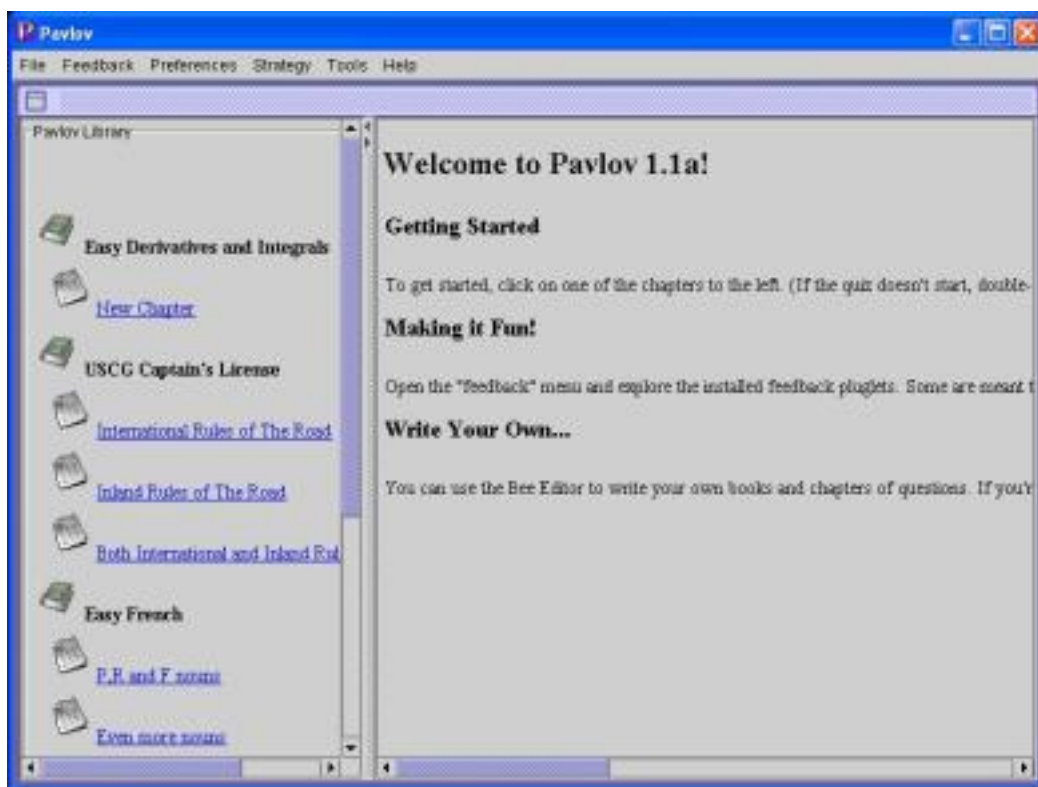 Pavlov
File Feedback Preferences Strategy Tools Help
Pavlov Library
Easy Derivatives and Integrals
New Chapter
USCG Captain's License
International Rules of The Road
Inland Rules of The Road
Both International and Inland Rul
Easy French
P,R and F nouns
Even more nouns
Welcome to Pavlov 1.1a!
Getting Started
To get started, click on one of the chapters to the left. (If the quiz doesn't start, double-
Making it Fun!
Open the "feedback" menu and explore the installed feedback pluglets. Some are meant t
Write Your Own...
You can use the Bee Editor to write your own books and chapters of questions. If you'r